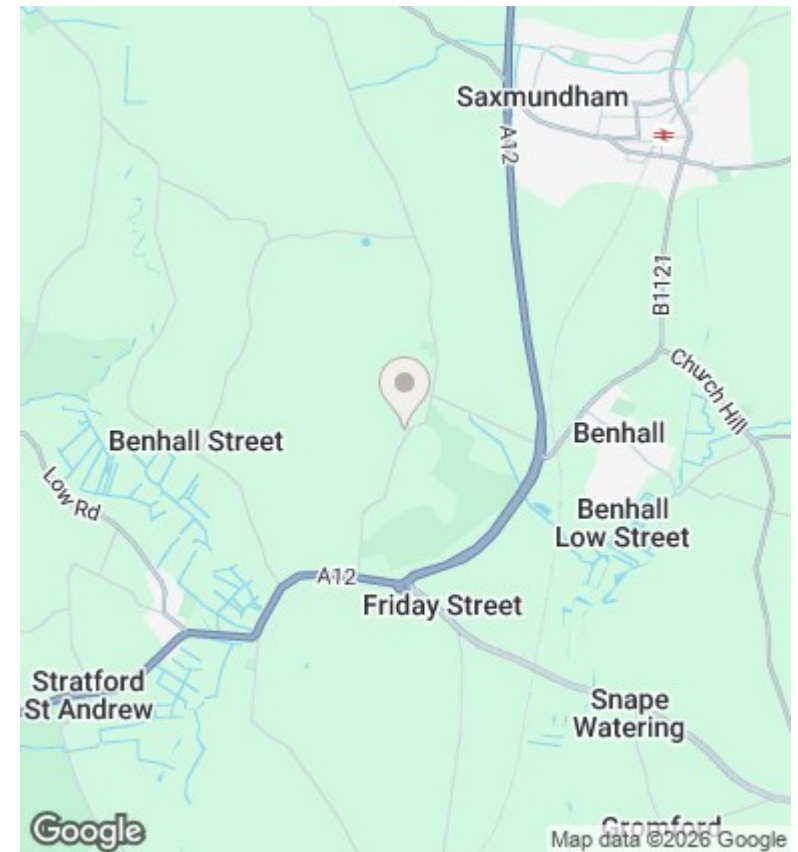 Saxmundham
A12
B1121
Church Hill
Benhall Street
Benhall
Low Rd
Benhall
Low Street
A12
Friday Street
Stratford
St Andrew
Snape
Watering
Gromford
Google
Map data ©2026 Google